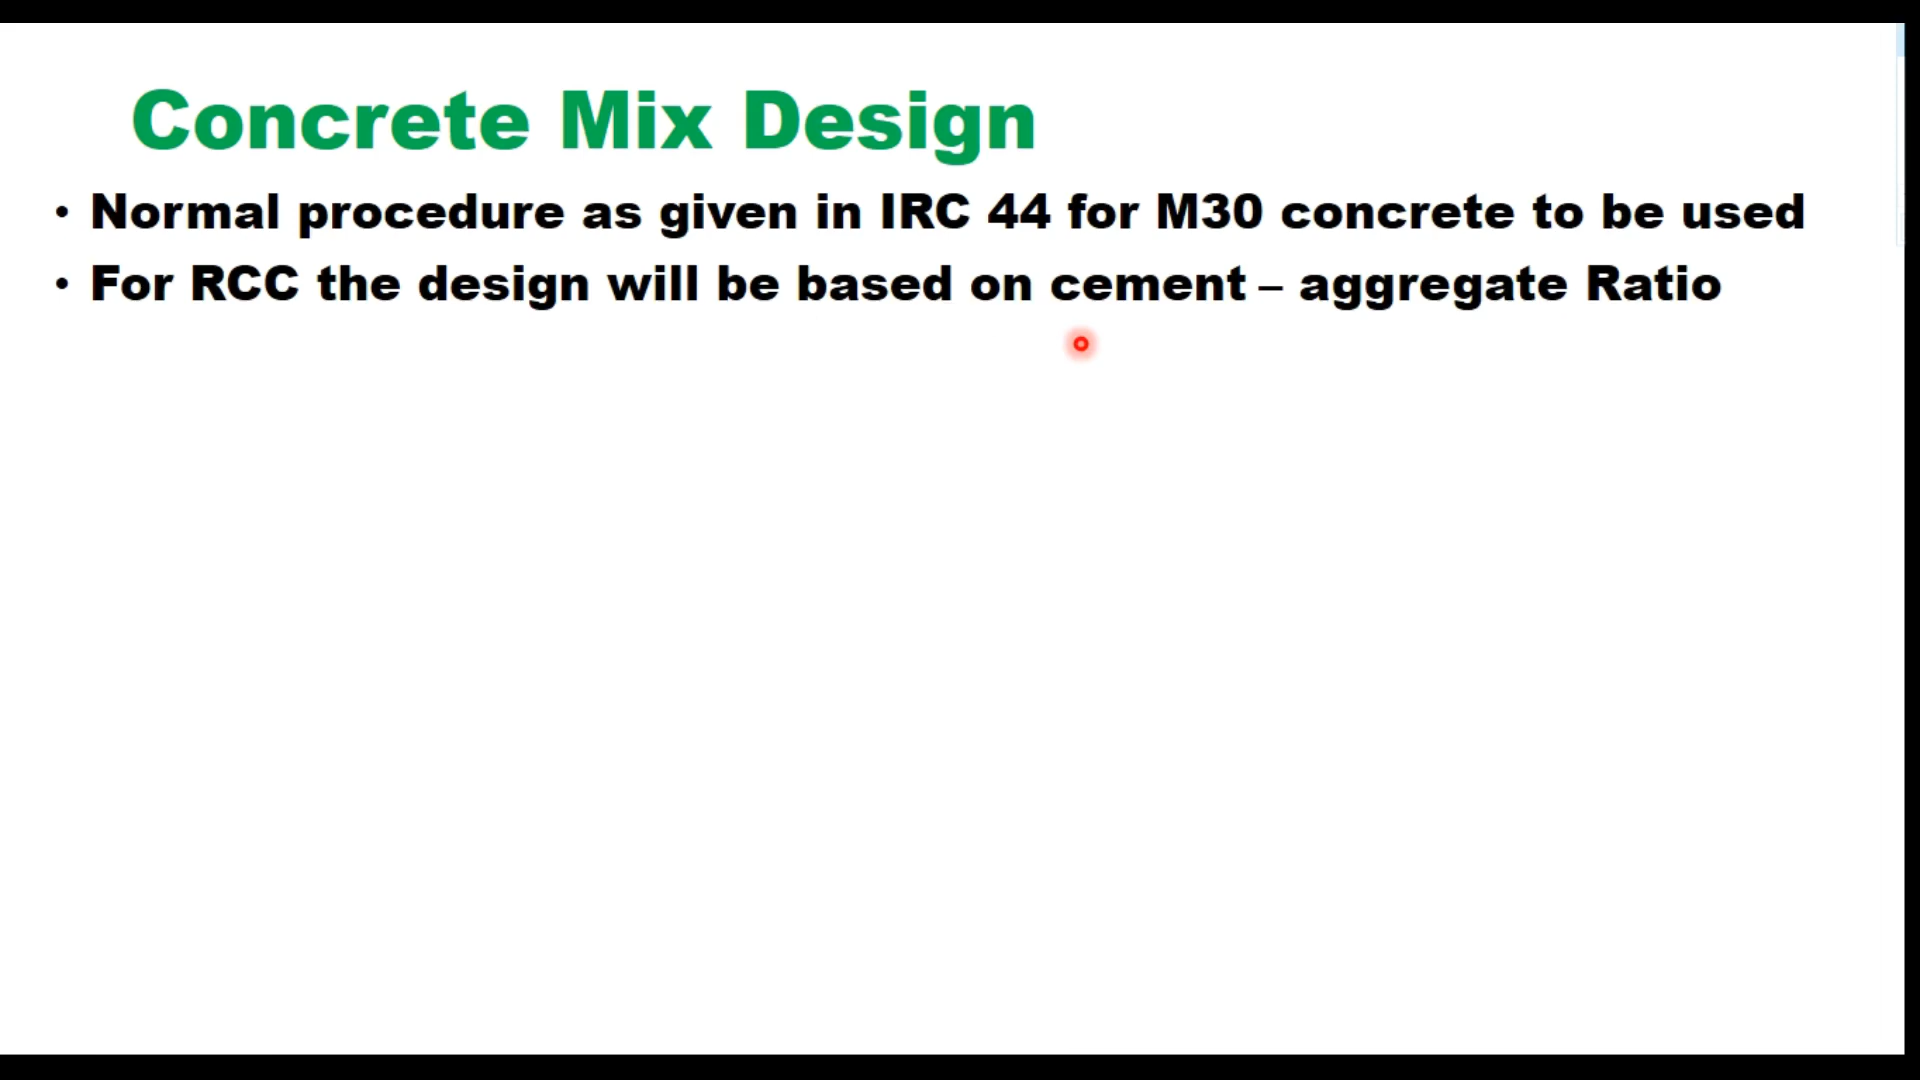 Concrete Mix Design
• Normal procedure as given in IRC 44 for M30 concrete to be used
• For RCC the design will be based on cement – aggregate Ratio